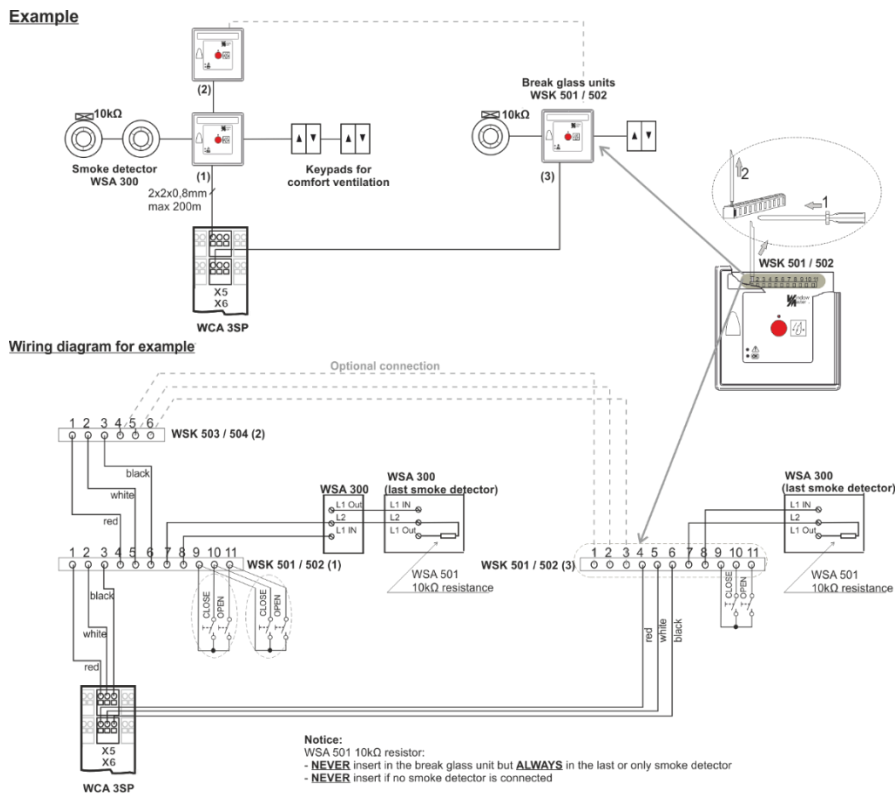 Example
(2)
10kΩ
Smoke detector
WSA 300
(1)
2x2x0,8mm
max 200m
Keypads for
comfort ventilation
Break glass units
WSK 501 / 502
10kΩ
(3)
2
1
WSK 501 / 502
X5
X6
WCA 3SP
Wiring diagram for example
Optional connection
1 2 3 4 5 6
WSK 503 / 504 (2)
black
white
red
WSA 300
L1 Out
L2
L1 IN
WSA 300
(last smoke detector)
L1 IN
L2
L1 Out
WSA 501
10kΩ resistance
1 2 3 4 5 6 7 8 9 10 11
WSK 501 / 502 (1)
black
white
red
CLOSE
OPEN
CLOSE
OPEN
WSA 300
(last smoke detector)
L1 IN
L2
L1 Out
WSA 501
10kΩ resistance
1 2 3 4 5 6 7 8 9 10 11
WSK 501 / 502 (3)
red
white
black
CLOSE
OPEN
X5
X6
WCA 3SP
Notice:
WSA 501 10kΩ resistor:
- NEVER insert in the break glass unit but ALWAYS in the last or only smoke detector
- NEVER insert if no smoke detector is connected